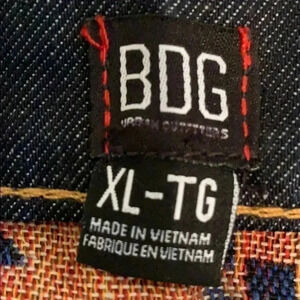 BDG
URBAN OUTFITTERS
XL-TG
MADE IN VIETNAM
FABRIQUE EN VIETNAM